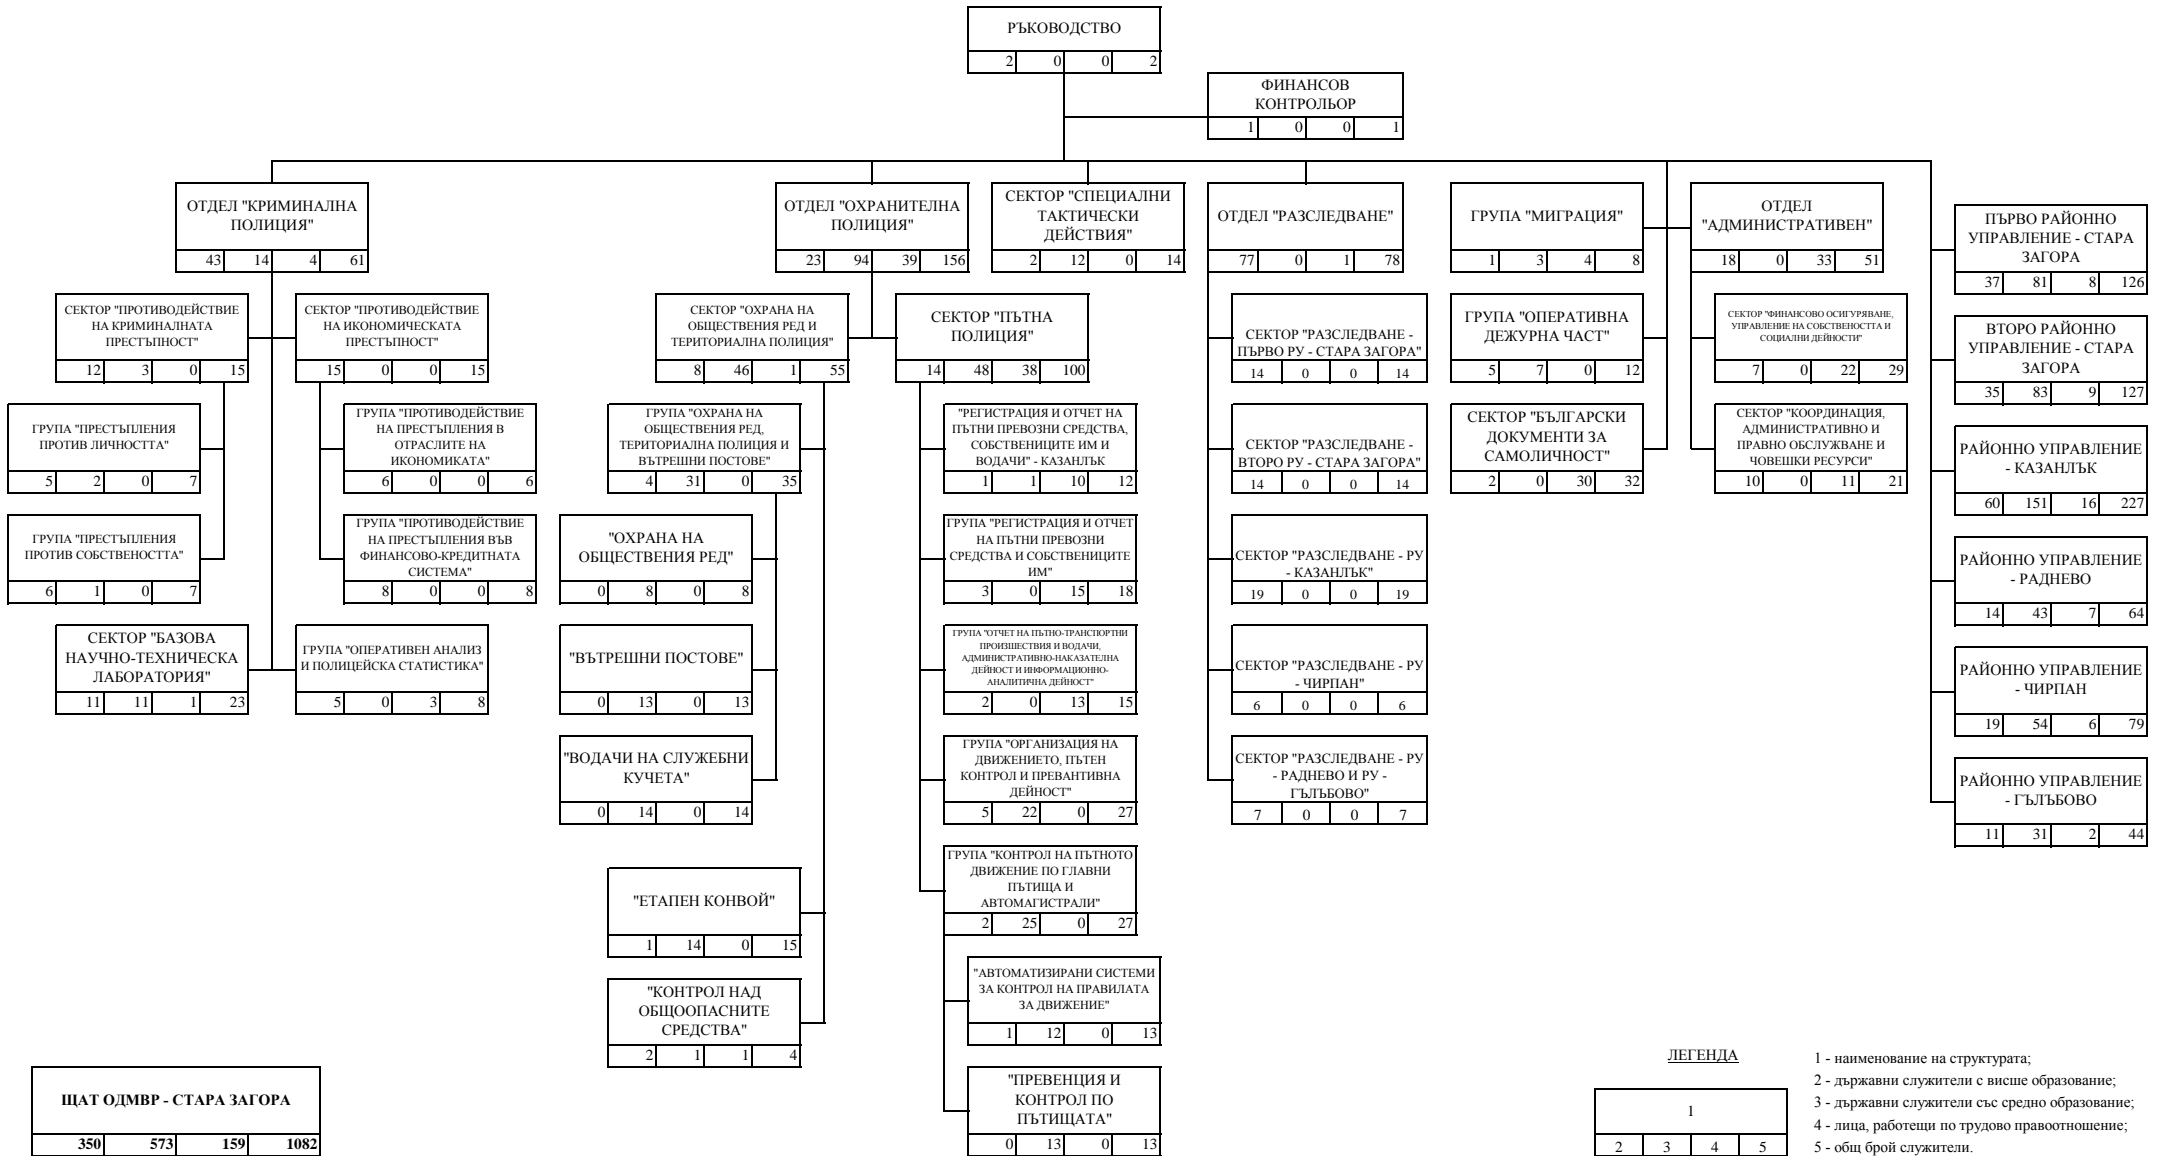 РЪКОВОДСТВО
2 0 0 2
ФИНАНСОВ
КОНТРОЛЬОР
1 0 0 1
ОТДЕЛ "КРИМИНАЛНА
ПОЛИЦИЯ"
43 14 4 61
СЕКТОР "ПРОТИВОДЕЙСТВИЕ
НА КРИМИНАЛНАТА
ПРЕСТЪПНОСТ"
12 3 0 15
ГРУПА "ПРЕСТЪПЛЕНИЯ
ПРОТИВ ЛИЧНОСТТА"
5 2 0 7
ГРУПА "ПРЕСТЪПЛЕНИЯ
ПРОТИВ СОБСТВЕНОСТТА"
6 1 0 7
СЕКТОР "ПРОТИВОДЕЙСТВИЕ
НА ИКОНОМИЧЕСКАТА
ПРЕСТЪПНОСТ"
15 0 0 15
ГРУПА "ПРОТИВОДЕЙСТВИЕ
НА ПРЕСТЪПЛЕНИЯ В
ОТРАСЛИТЕ НА
ИКОНОМИКАТА"
6 0 0 6
ГРУПА "ПРОТИВОДЕЙСТВИЕ
НА ПРЕСТЪПЛЕНИЯ ВЪВ
ФИНАНСОВО-КРЕДИТНАТА
СИСТЕМА"
8 0 0 8
СЕКТОР "БАЗОВА
НАУЧНО-ТЕХНИЧЕСКА
ЛАБОРАТОРИЯ"
11 11 1 23
ГРУПА "ОПЕРАТИВЕН АНАЛИЗ
И ПОЛИЦЕЙСКА СТАТИСТИКА"
5 0 3 8
ОТДЕЛ "ОХРАНИТЕЛНА
ПОЛИЦИЯ"
23 94 39 156
СЕКТОР "ОХРАНА НА
ОБЩЕСТВЕНИЯ РЕД И
ТЕРИТОРИАЛНА ПОЛИЦИЯ"
8 46 1 55
ГРУПА "ОХРАНА НА
ОБЩЕСТВЕНИЯ РЕД,
ТЕРИТОРИАЛНА ПОЛИЦИЯ И
ВЪТРЕШНИ ПОСТОВЕ"
4 31 0 35
"ОХРАНА НА
ОБЩЕСТВЕНИЯ РЕД"
0 8 0 8
"ВЪТРЕШНИ ПОСТОВЕ"
0 13 0 13
"ВОДАЧИ НА СЛУЖЕБНИ
КУЧЕТА"
0 14 0 14
"ЕТАПЕН КОНВОЙ"
1 14 0 15
"КОНТРОЛ НАД
ОБЩООПАСНИТЕ
СРЕДСТВА"
2 1 1 4
СЕКТОР "ПЪТНА
ПОЛИЦИЯ"
14 48 38 100
"РЕГИСТРАЦИЯ И ОТЧЕТ НА
ПЪТНИ ПРЕВОЗНИ СРЕДСТВА,
СОБСТВЕНИЦИТЕ ИМ И
ВОДАЧИ" - КАЗАНЛЪК
1 1 10 12
ГРУПА "РЕГИСТРАЦИЯ И ОТЧЕТ
НА ПЪТНИ ПРЕВОЗНИ
СРЕДСТВА И СОБСТВЕНИЦИТЕ
ИМ"
3 0 15 18
ГРУПА "ОТЧЕТ НА ПЪТНО-ТРАНСПОРТНИ
ПРОИЗШЕСТВИЯ И ВОДАЧИ,
АДМИНИСТРАТИВНО-НАКАЗАТЕЛНА
ДЕЙНОСТ И ИНФОРМАЦИОННО-
АНАЛИТИЧНА ДЕЙНОСТ"
2 0 13 15
ГРУПА "ОРГАНИЗАЦИЯ НА
ДВИЖЕНИЕТО, ПЪТЕН
КОНТРОЛ И ПРЕВАНТИВНА
ДЕЙНОСТ"
5 22 0 27
ГРУПА "КОНТРОЛ НА ПЪТНОТО
ДВИЖЕНИЕ ПО ГЛАВНИ
ПЪТИЩА И
АВТОМАГИСТРАЛИ"
2 25 0 27
"АВТОМАТИЗИРАНИ СИСТЕМИ
ЗА КОНТРОЛ НА ПРАВИЛАТА
ЗА ДВИЖЕНИЕ"
1 12 0 13
"ПРЕВЕНЦИЯ И
КОНТРОЛ ПО
ПЪТИЩАТА"
0 13 0 13
СЕКТОР "СПЕЦИАЛНИ
ТАКТИЧЕСКИ
ДЕЙСТВИЯ"
2 12 0 14
ОТДЕЛ "РАЗСЛЕДВАНЕ"
77 0 1 78
СЕКТОР "РАЗСЛЕДВАНЕ -
ПЪРВО РУ - СТАРА ЗАГОРА"
14 0 0 14
СЕКТОР "РАЗСЛЕДВАНЕ -
ВТОРО РУ - СТАРА ЗАГОРА"
14 0 0 14
СЕКТОР "РАЗСЛЕДВАНЕ - РУ
- КАЗАНЛЪК"
19 0 0 19
СЕКТОР "РАЗСЛЕДВАНЕ - РУ
- ЧИРПАН"
6 0 0 6
СЕКТОР "РАЗСЛЕДВАНЕ - РУ
- РАДНЕВО И РУ -
ГЪЛЪБОВО"
7 0 0 7
ГРУПА "МИГРАЦИЯ"
1 3 4 8
ГРУПА "ОПЕРАТИВНА
ДЕЖУРНА ЧАСТ"
5 7 0 12
СЕКТОР "БЪЛГАРСКИ
ДОКУМЕНТИ ЗА
САМОЛИЧНОСТ"
2 0 30 32
ОТДЕЛ
"АДМИНИСТРАТИВЕН"
18 0 33 51
СЕКТОР "ФИНАНСОВО ОСИГУРЯВАНЕ,
УПРАВЛЕНИЕ НА СОБСТВЕНОСТТА И
СОЦИАЛНИ ДЕЙНОСТИ"
7 0 22 29
СЕКТОР "КООРДИНАЦИЯ,
АДМИНИСТРАТИВНО И
ПРАВНО ОБСЛУЖВАНЕ И
ЧОВЕШКИ РЕСУРСИ"
10 0 11 21
ПЪРВО РАЙОННО
УПРАВЛЕНИЕ - СТАРА
ЗАГОРА
37 81 8 126
ВТОРО РАЙОННО
УПРАВЛЕНИЕ - СТАРА
ЗАГОРА
35 83 9 127
РАЙОННО УПРАВЛЕНИЕ
- КАЗАНЛЪК
60 151 16 227
РАЙОННО УПРАВЛЕНИЕ
- РАДНЕВО
14 43 7 64
РАЙОННО УПРАВЛЕНИЕ
- ЧИРПАН
19 54 6 79
РАЙОННО УПРАВЛЕНИЕ
- ГЪЛЪБОВО
11 31 2 44
ЩАТ ОДМВР - СТАРА ЗАГОРА
350 573 159 1082
ЛЕГЕНДА
1
2 3 4 5
1 - наименование на структурата;
2 - държавни служители с висше образование;
3 - държавни служители със средно образование;
4 - лица, работещи по трудово правоотношение;
5 - общ брой служители.